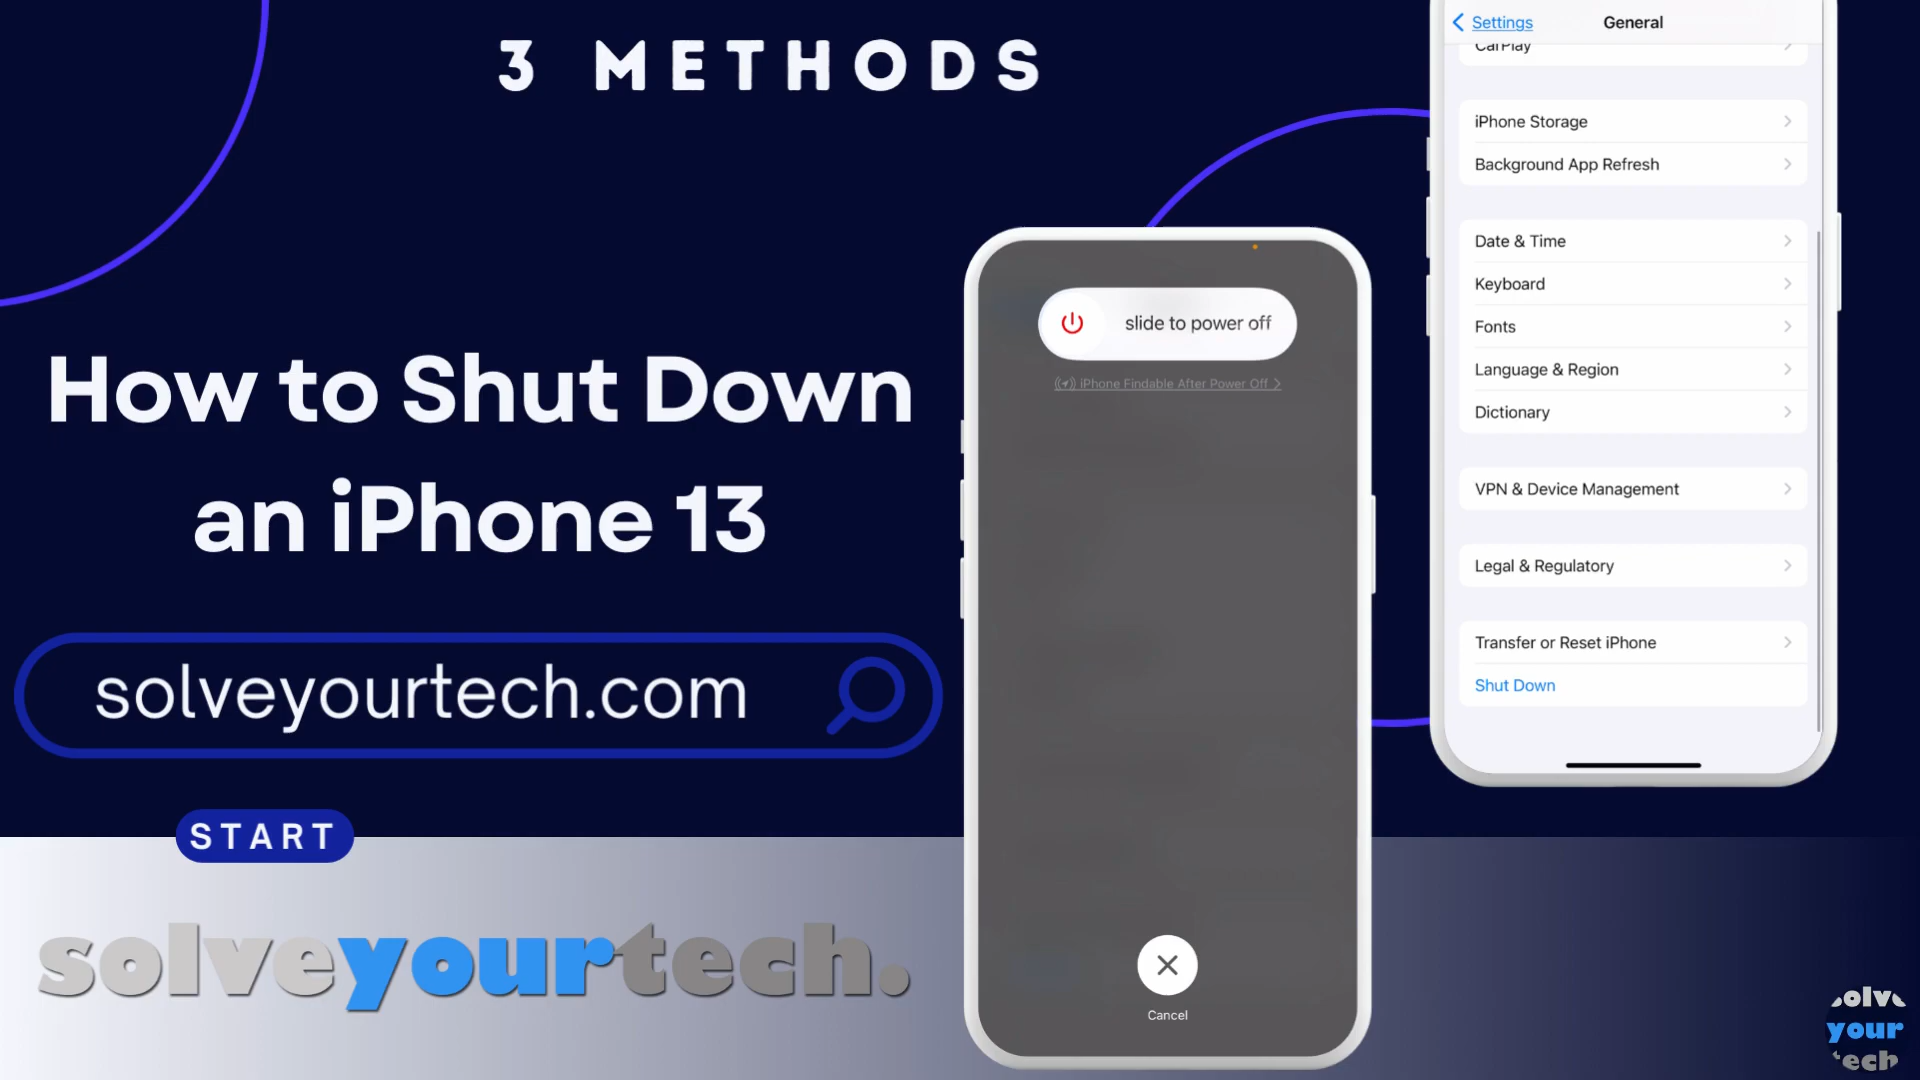 3 METHODS
How to Shut Down
an iPhone 13
solveyourtech.com
START
solveyourtech.
slide to power off
iPhone Findable After Power Off
Cancel
Settings
General
CarPlay
iPhone Storage
Background App Refresh
Date & Time
Keyboard
Fonts
Language & Region
Dictionary
VPN & Device Management
Legal & Regulatory
Transfer or Reset iPhone
Shut Down
solve
your
tech